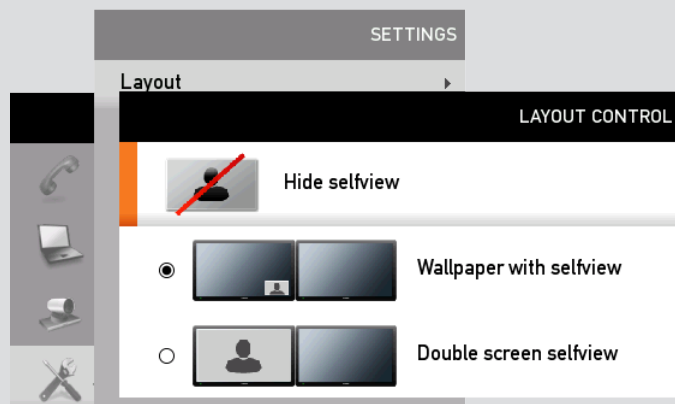 SETTINGS
Layout
LAYOUT CONTROL
Hide selfview
Wallpaper with selfview
Double screen selfview